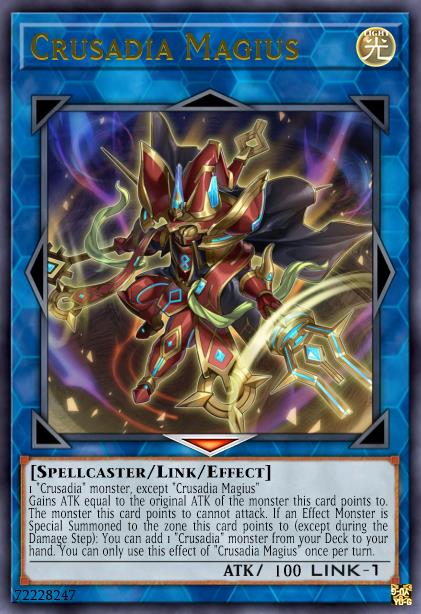 CRUSADIA MAGIUS
LIGHT
光
[SPELLCASTER/LINK/EFFECT]
1 "Crusadia" monster, except "Crusadia Magius"
Gains ATK equal to the original ATK of the monster this card points to.
The monster this card points to cannot attack. If an Effect Monster is
Special Summoned to the zone this card points to (except during the
Damage Step): You can add 1 "Crusadia" monster from your Deck to your
hand. You can only use this effect of "Crusadia Magius" once per turn.
ATK/ 100 LINK-1
72228247